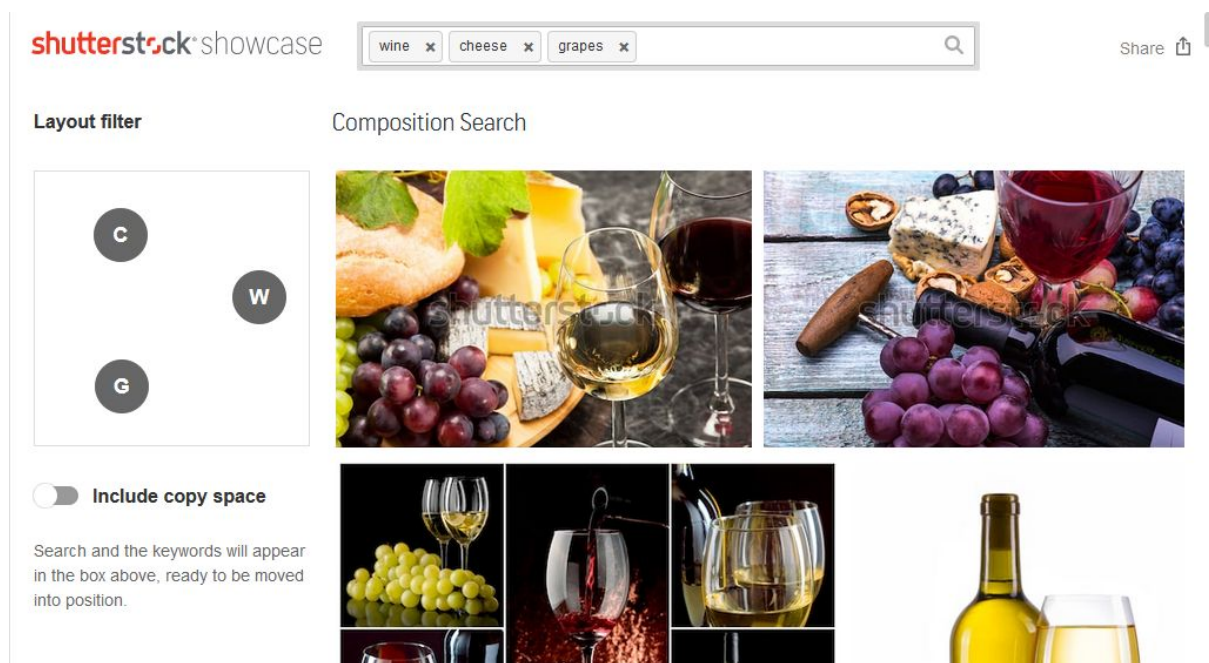 shutterstock showcase
wine x cheese x grapes x
Share
Layout filter
Composition Search
C
W
G
shutterstock
shutterstock
Include copy space
Search and the keywords will appear
in the box above, ready to be moved
into position.